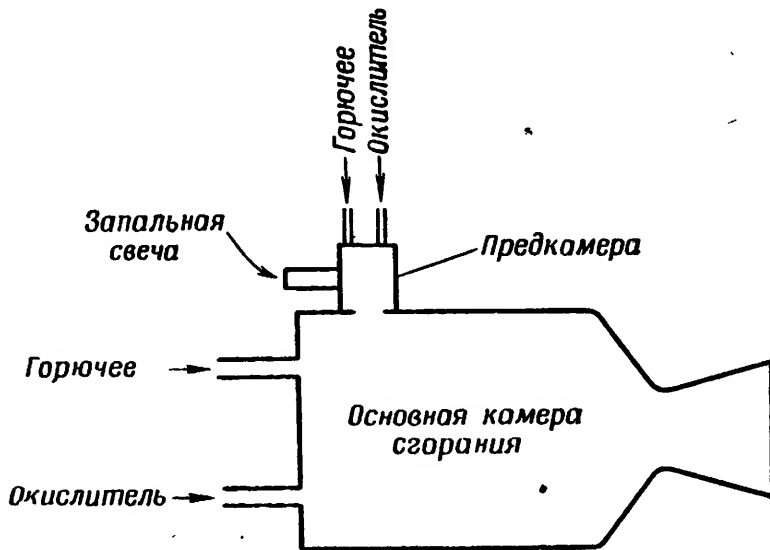 Горючее
Окислитель
Запальная
свеча
Предкамера
Горючее
Основная камера
сгорания
Окислитель